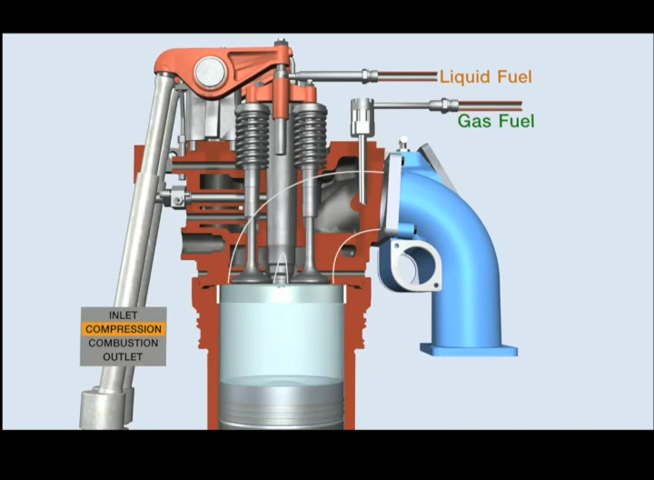 Liquid Fuel
Gas Fuel
INLET
COMPRESSION
COMBUSTION
OUTLET